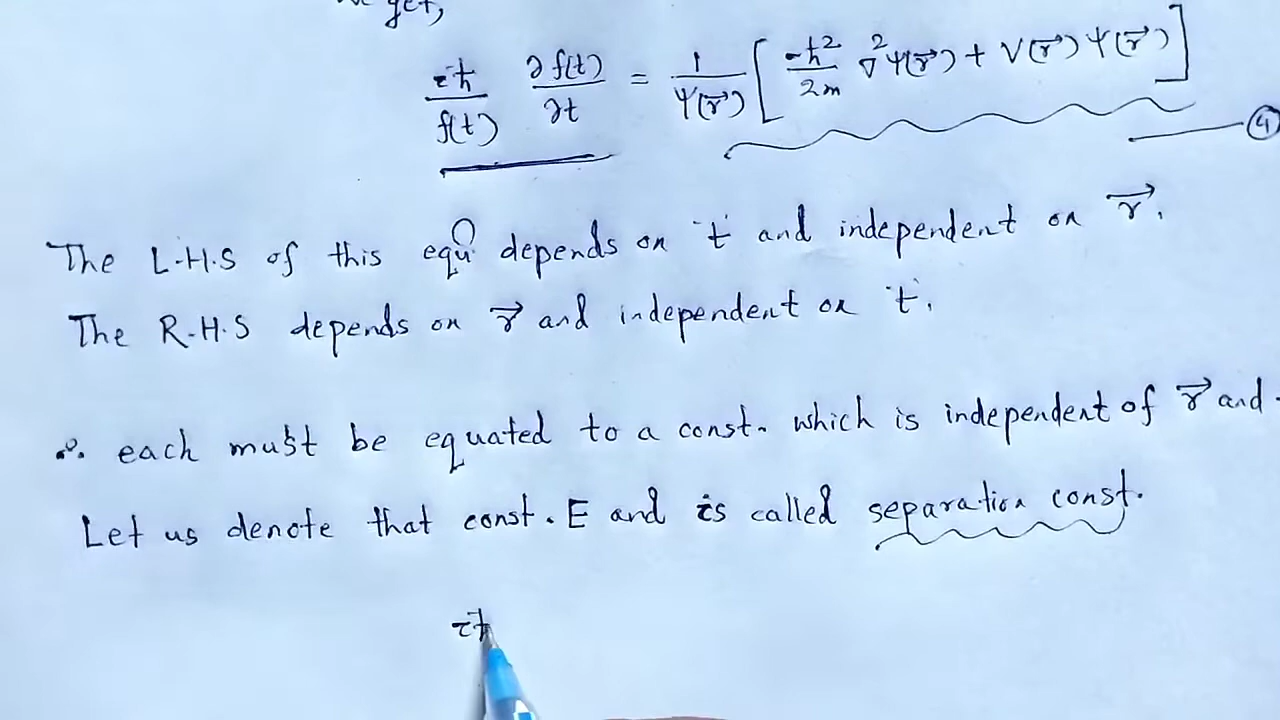 get,
iħ/f(t) ∂f(t)/∂t = 1/Ψ(r⃗) [ -ħ²/2m ∇²Ψ(r⃗) + V(r⃗) Ψ(r⃗) ] ④
The L.H.S of this equn depends on 't' and independent on r⃗.
The R.H.S depends on r⃗ and independent on 't'.
∴ each must be equated to a const. which is independent of r⃗ and
Let us denote that const. E and is called separation const.
iħ